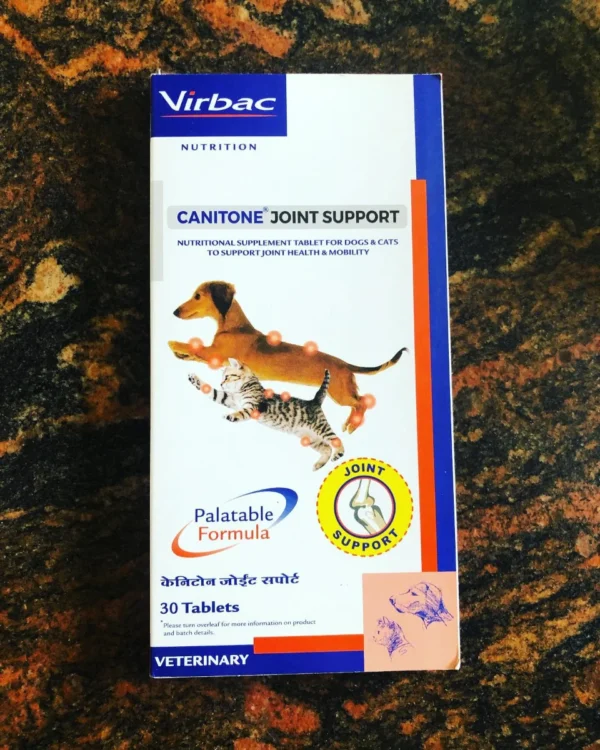 Virbac
NUTRITION
CANITONE® JOINT SUPPORT
NUTRITIONAL SUPPLEMENT TABLET FOR DOGS & CATS
TO SUPPORT JOINT HEALTH & MOBILITY
JOINT
SUPPORT
Palatable
Formula
केनिटोन जोईंट सपोर्ट
30 Tablets
*Please turn overleaf for more information on product
and batch details.
VETERINARY